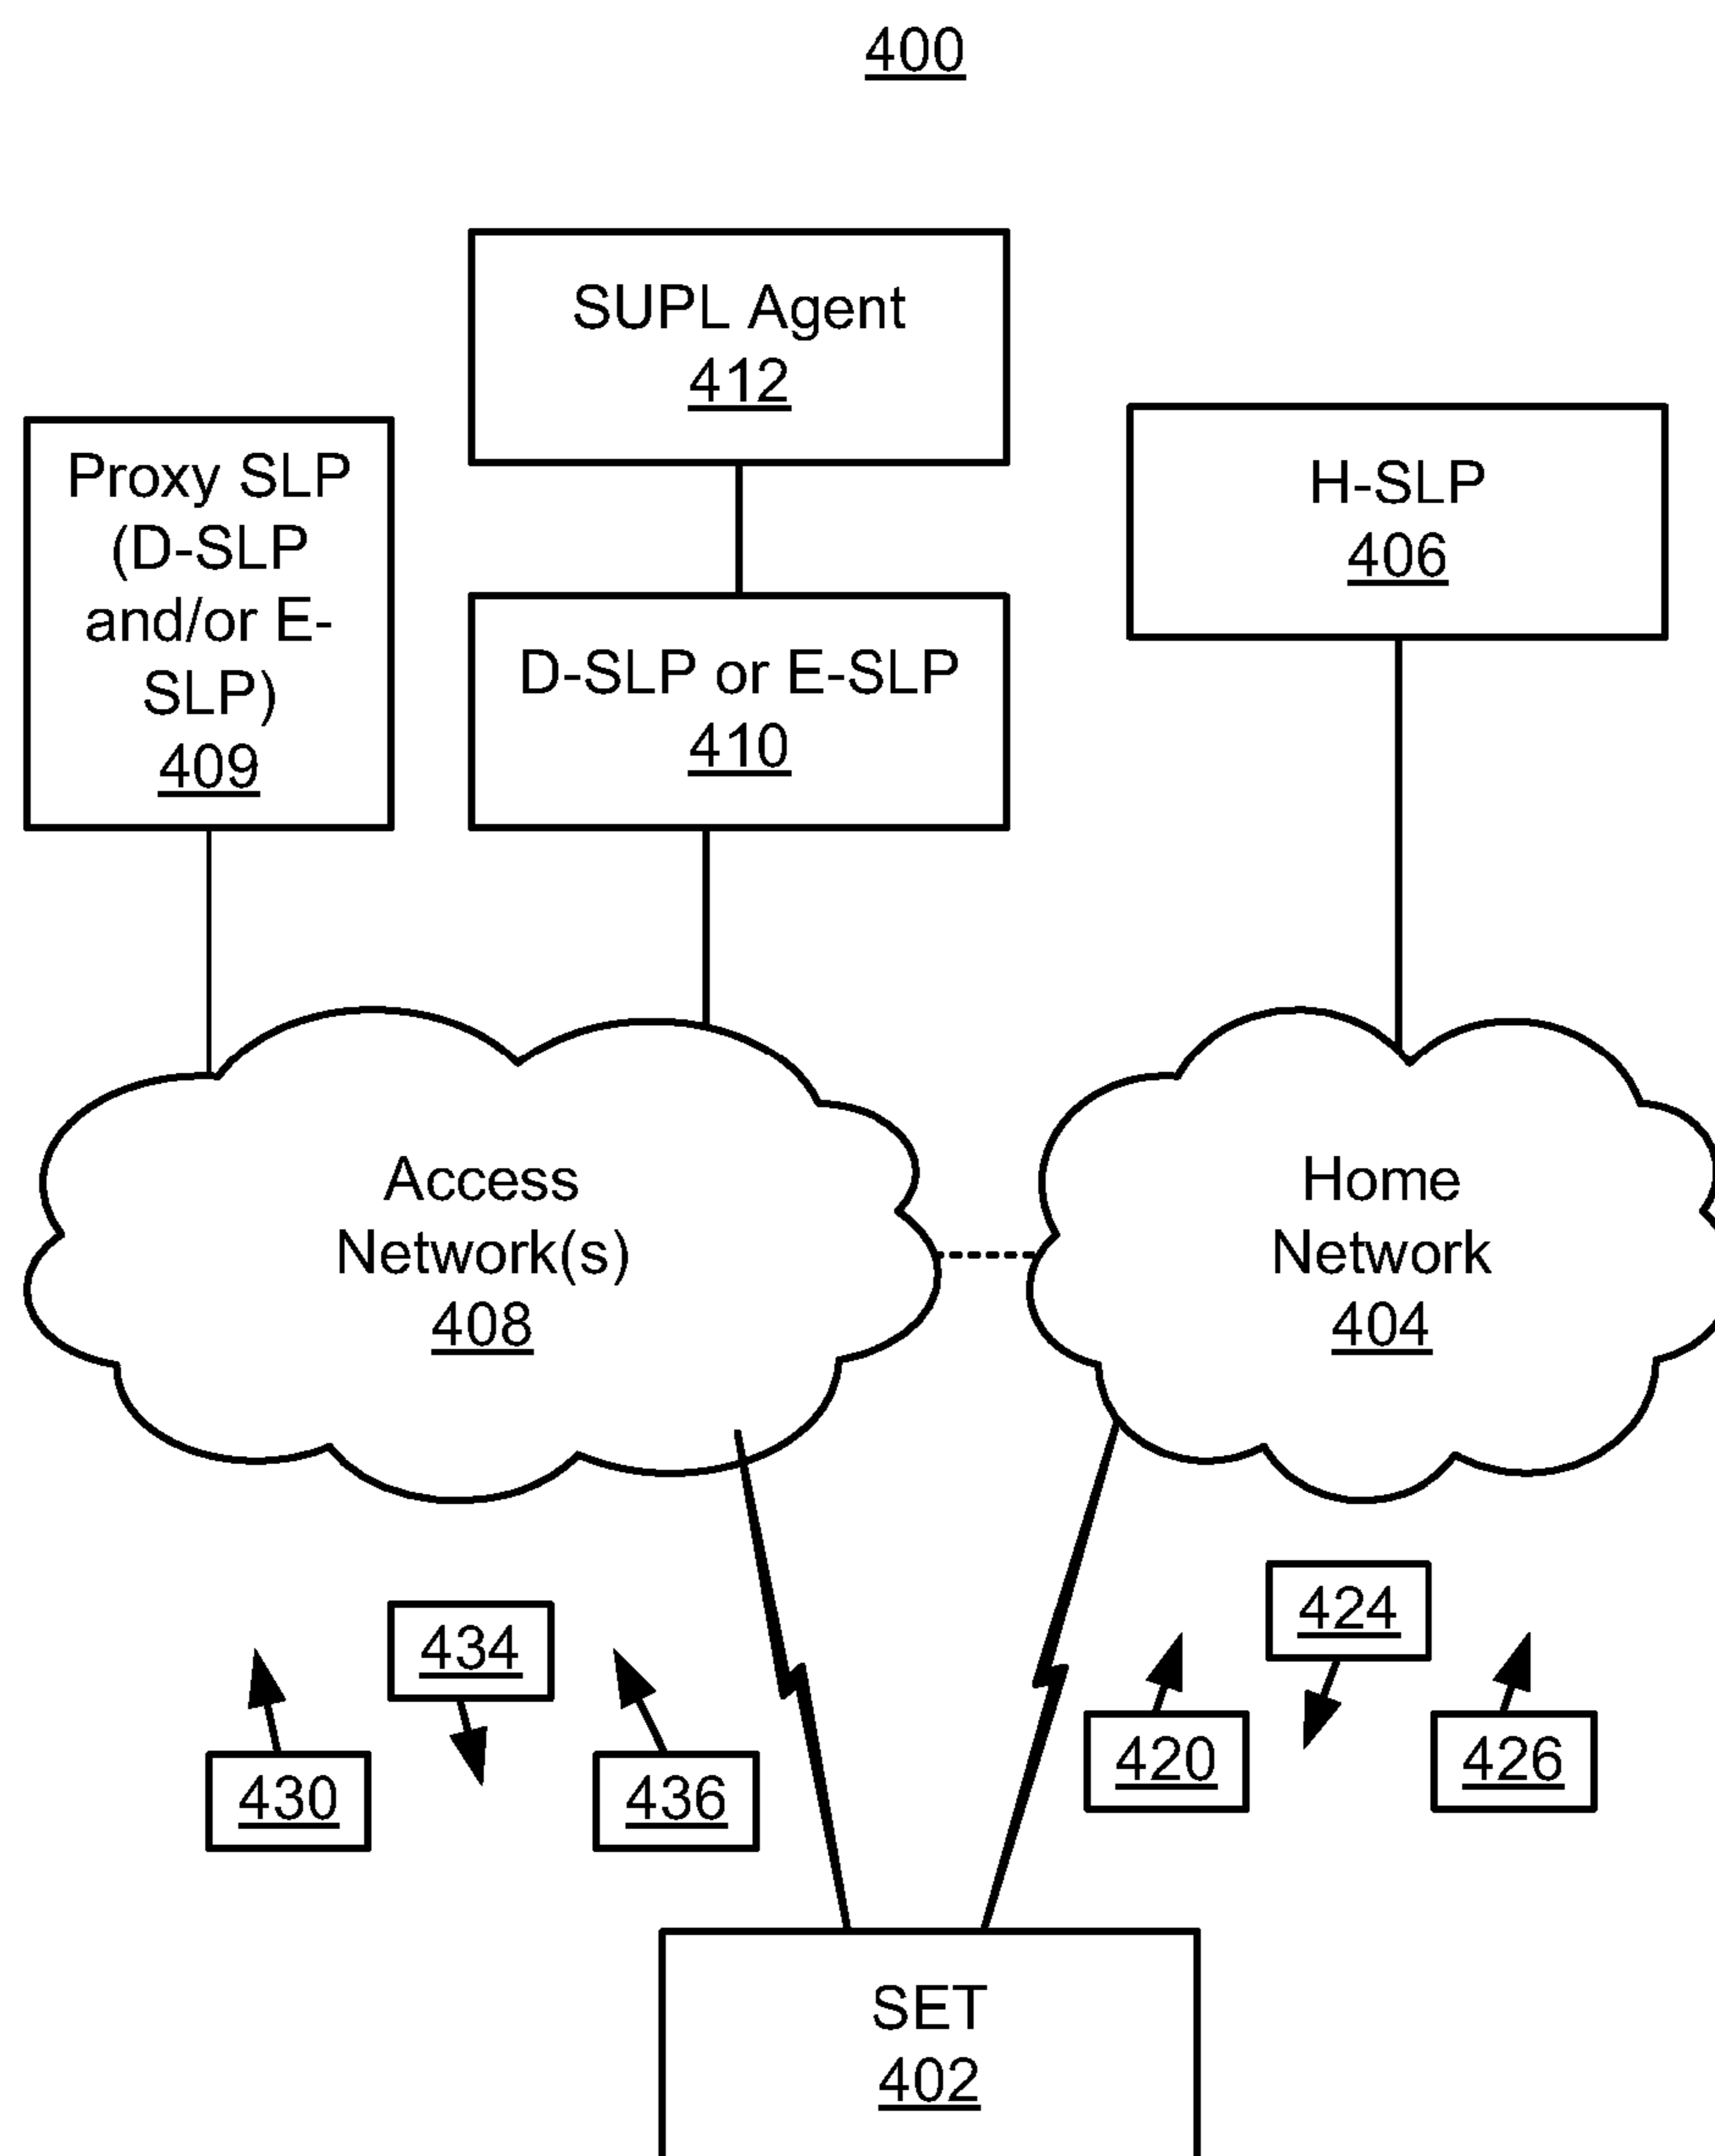 400
SUPL Agent
412
Proxy SLP
(D-SLP
and/or E-
SLP)
409
D-SLP or E-SLP
410
H-SLP
406
Access
Network(s)
408
Home
Network
404
434
430
436
424
420
426
SET
402